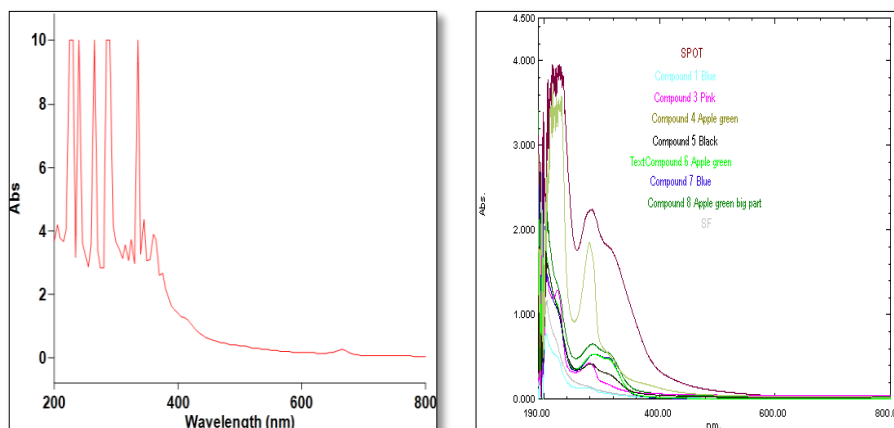 10
8
6
4
2
0
Abs
200
400
600
800
Wavelength (nm)
4.500
4.000
3.000
2.000
1.000
0.000
Abs.
190.00
400.00
600.00
800.0
nm.
SPOT
Compound 1 Blue
Compound 3 Pink
Compound 4 Apple green
Compound 5 Black
TextCompound 6 Apple green
Compound 7 Blue
Compound 8 Apple green big part
SF